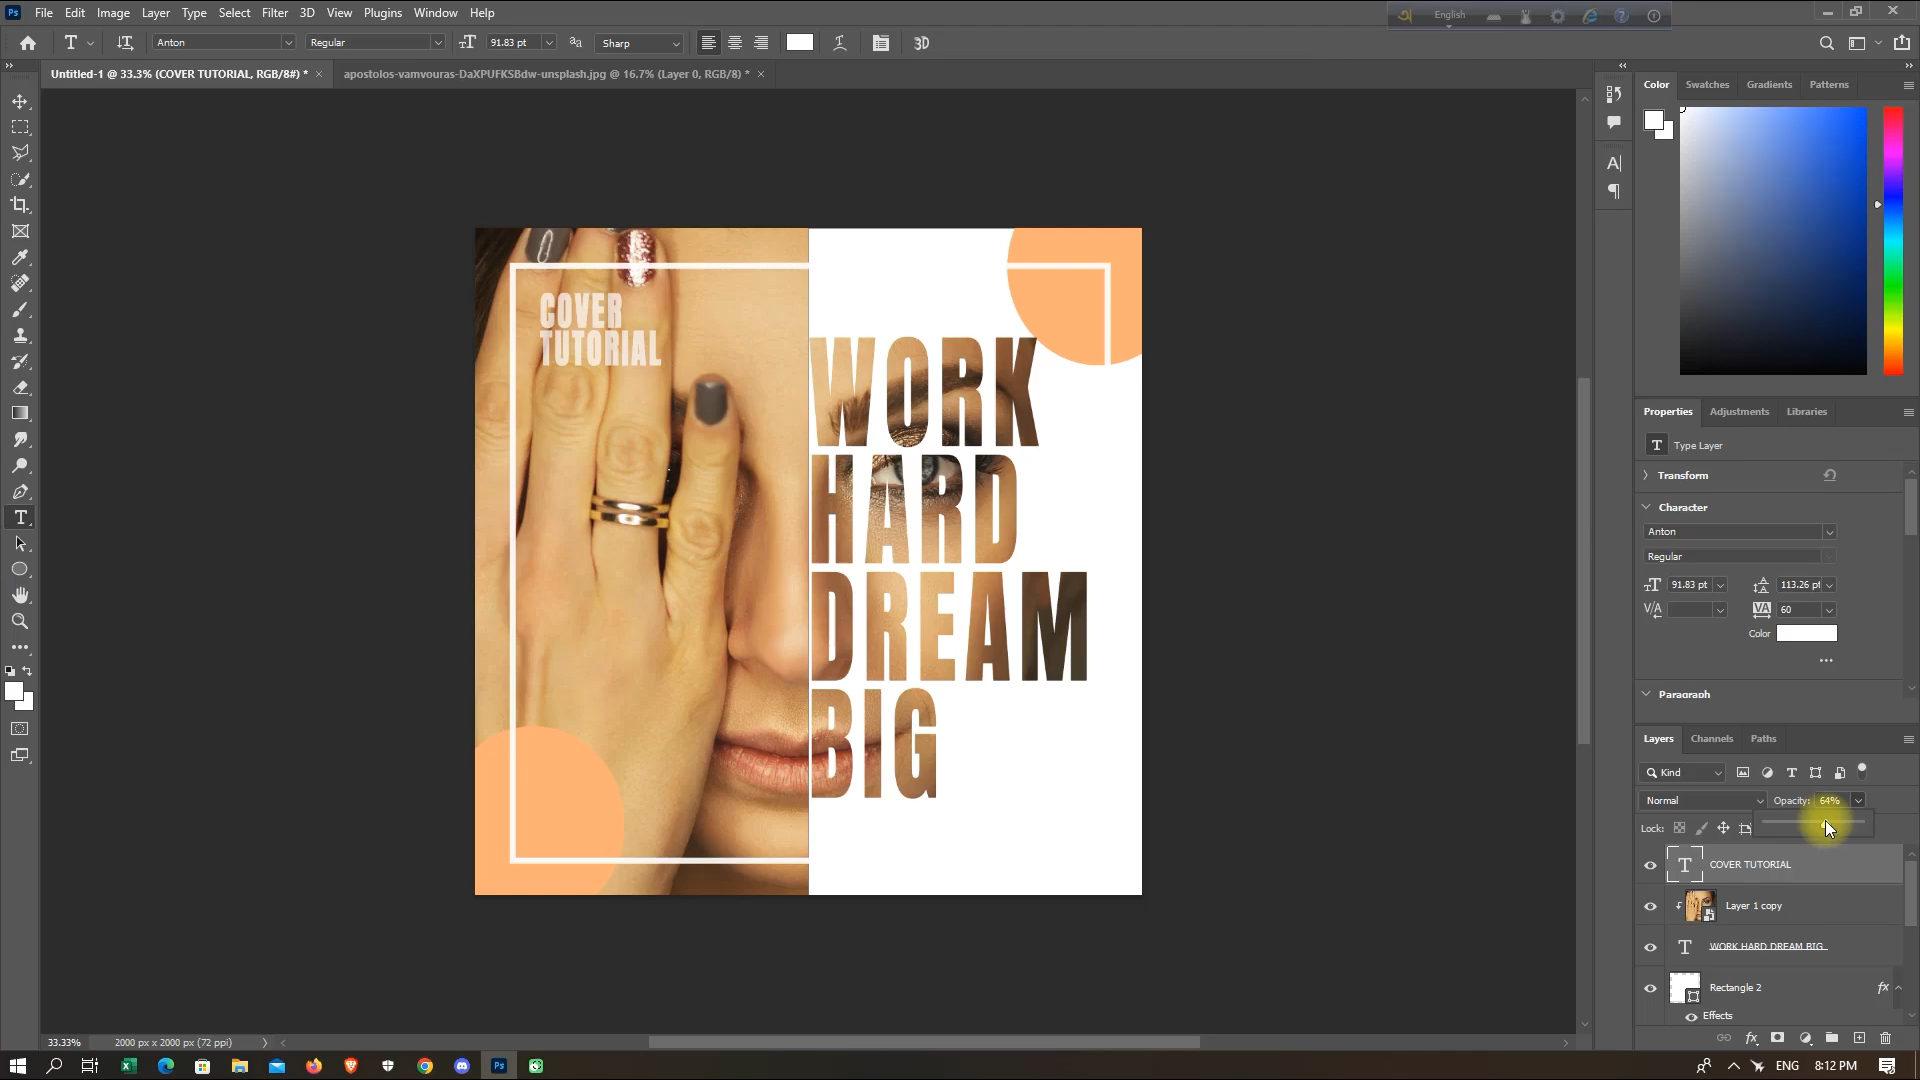 File Edit Image Layer Type Select Filter 3D View Plugins Window Help
English
Anton Regular 91.83 pt Sharp 3D
Untitled-1 @ 33.3% (COVER TUTORIAL, RGB/8#) *
apostolos-vamvouras-DaXPUFKSBdw-unsplash.jpg @ 16.7% (Layer 0, RGB/8) *
COVER
TUTORIAL
WORK
HARD
DREAM
BIG
Color Swatches Gradients Patterns
Properties Adjustments Libraries
Type Layer
Transform
Character
Anton
Regular
91.83 pt 113.26 pt
60
Color
Paragraph
Layers Channels Paths
Kind
Normal Opacity: 64%
Lock:
COVER TUTORIAL
Layer 1 copy
WORK HARD DREAM BIG
Rectangle 2 fx
Effects
33.33% 2000 px x 2000 px (72 ppi)
ENG 8:12 PM